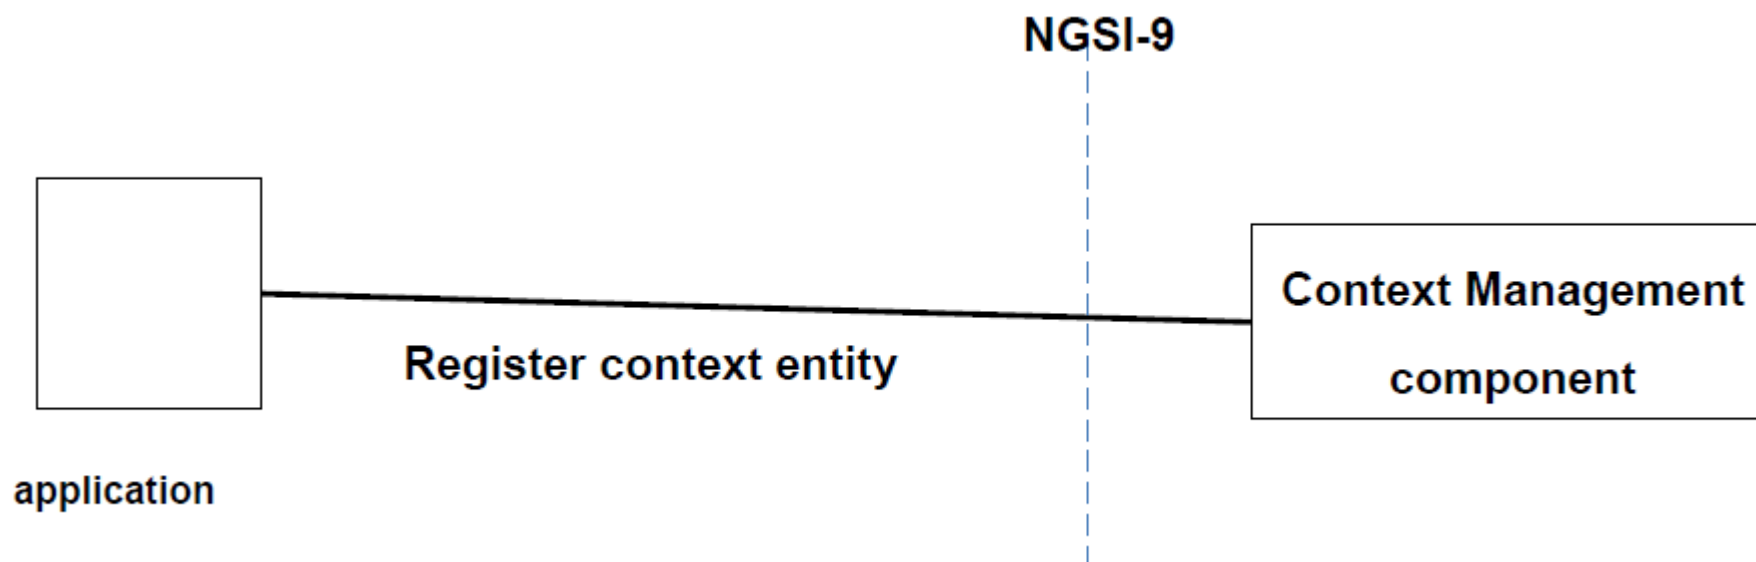 NGSI-9
Context Management
component
Register context entity
application